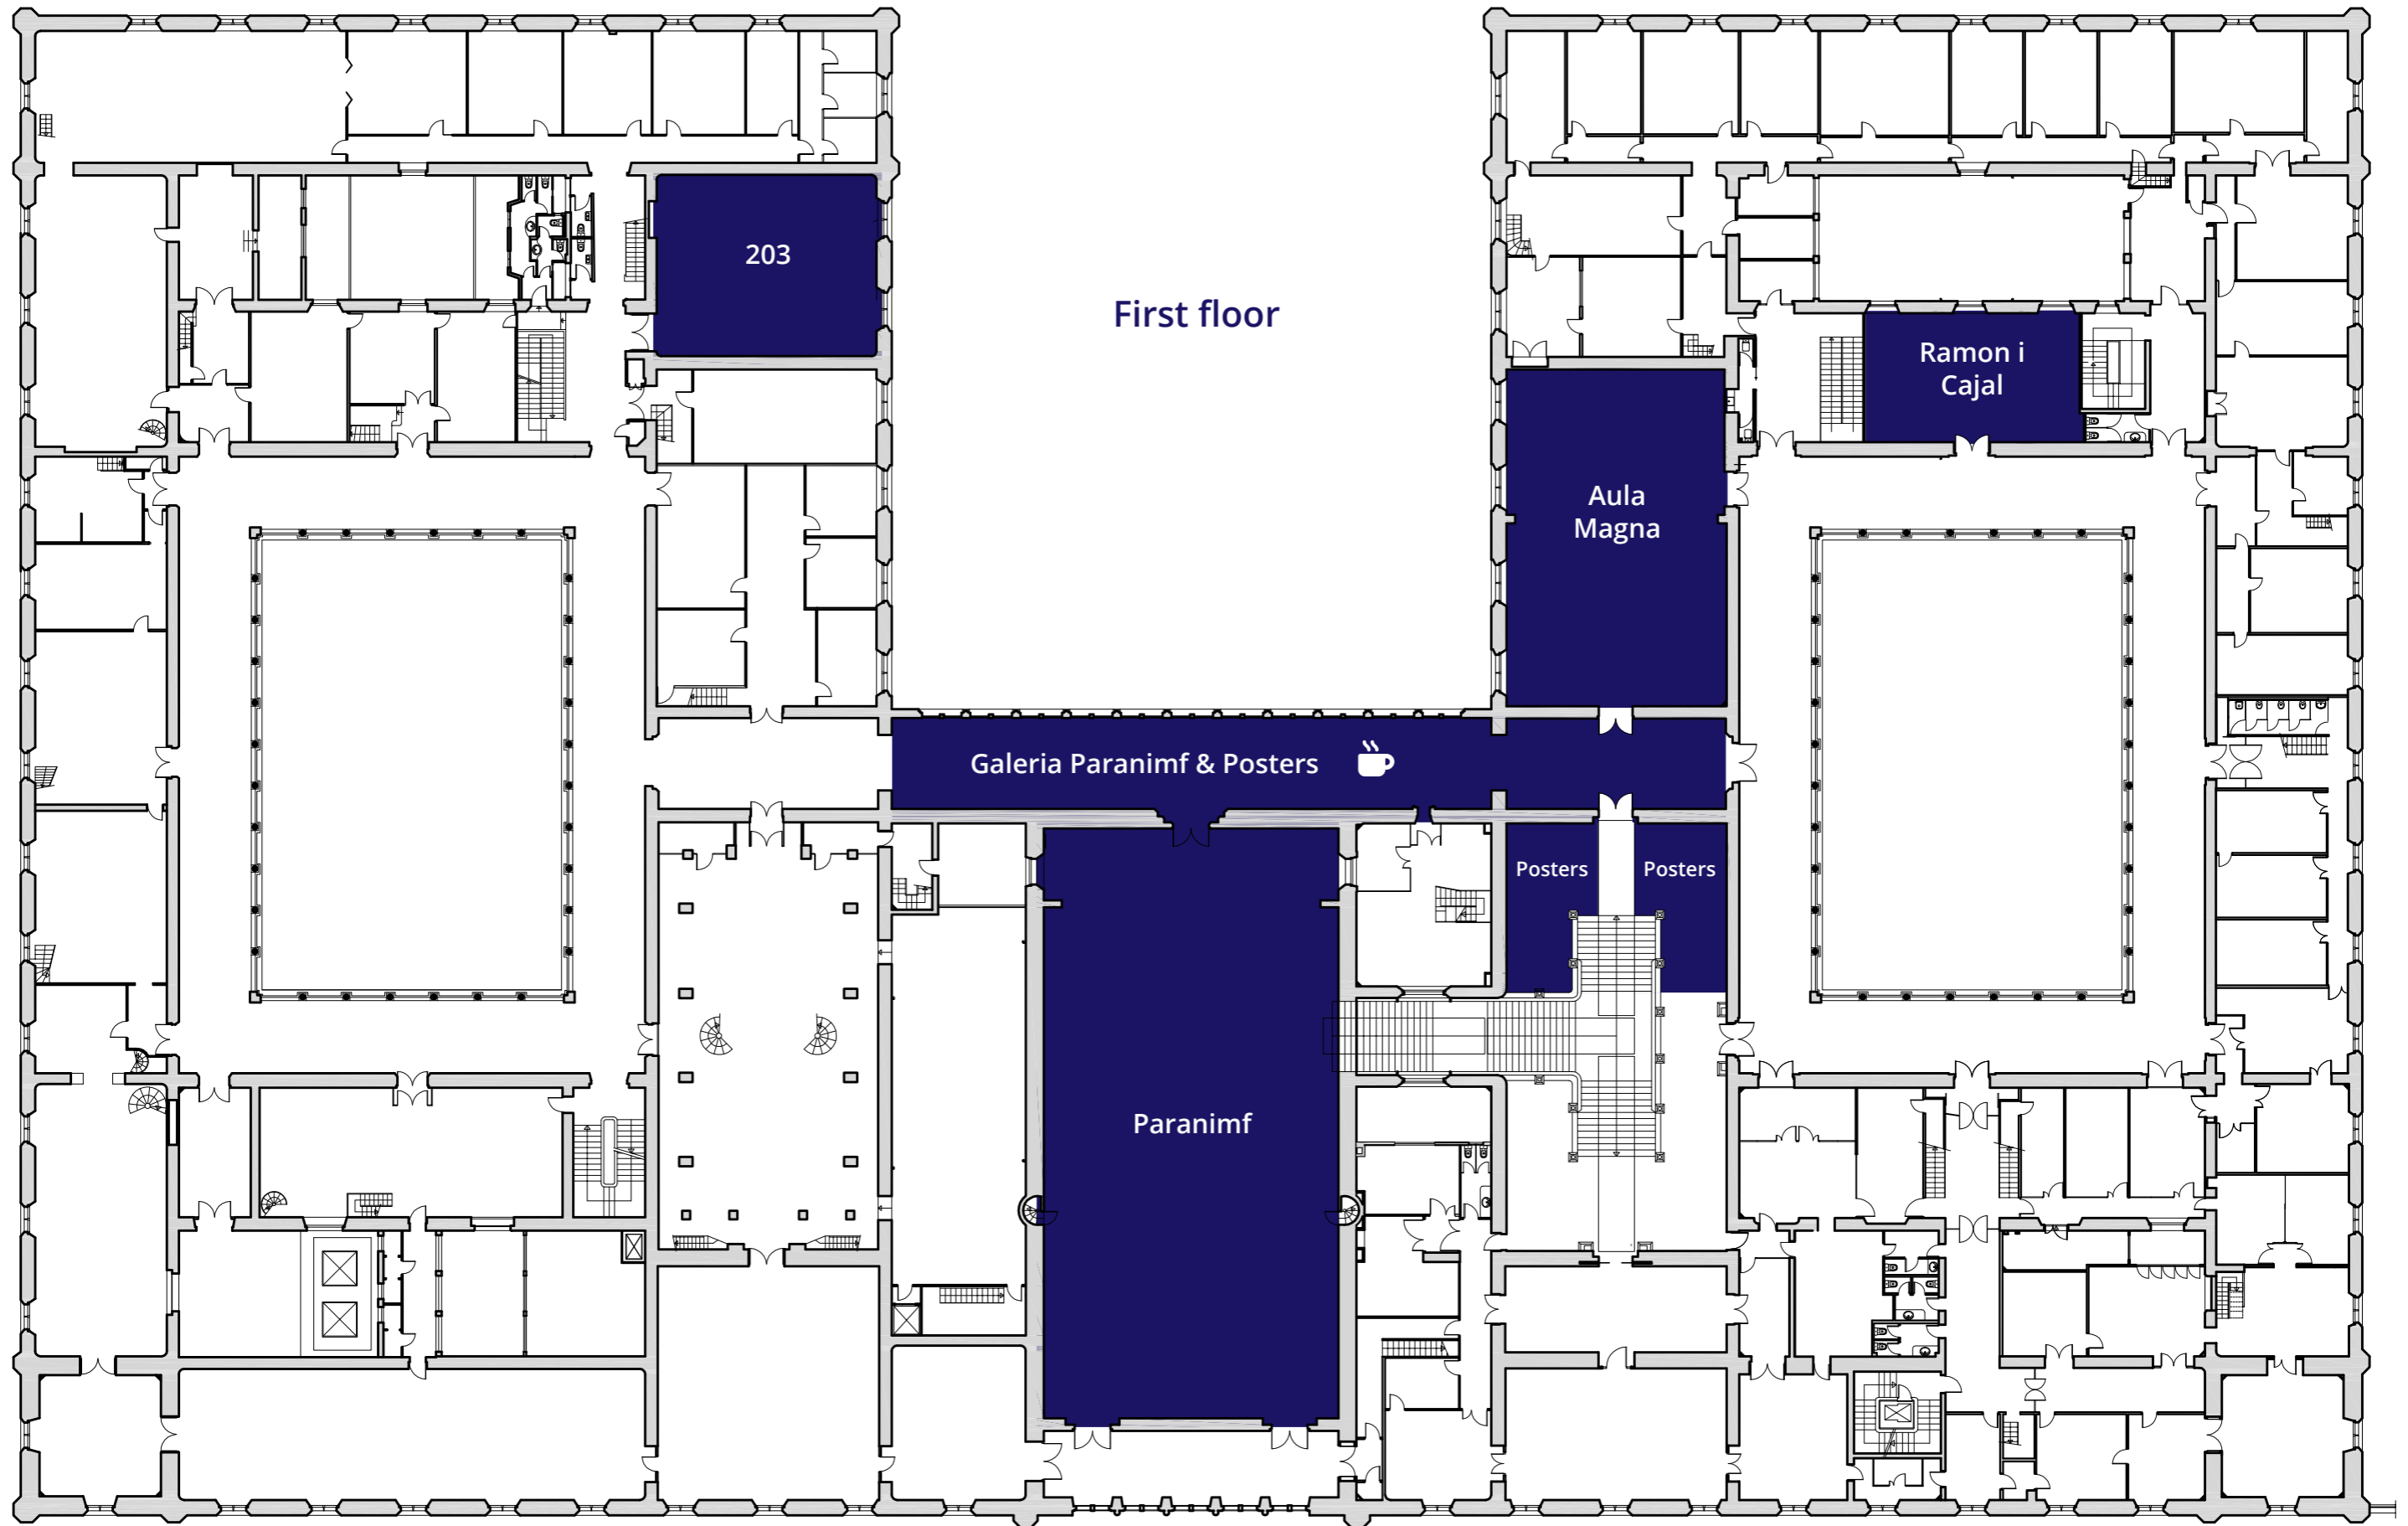 203
First floor
Ramon i
Cajal
Aula
Magna
Galeria Paranimf & Posters
Posters
Posters
Paranimf